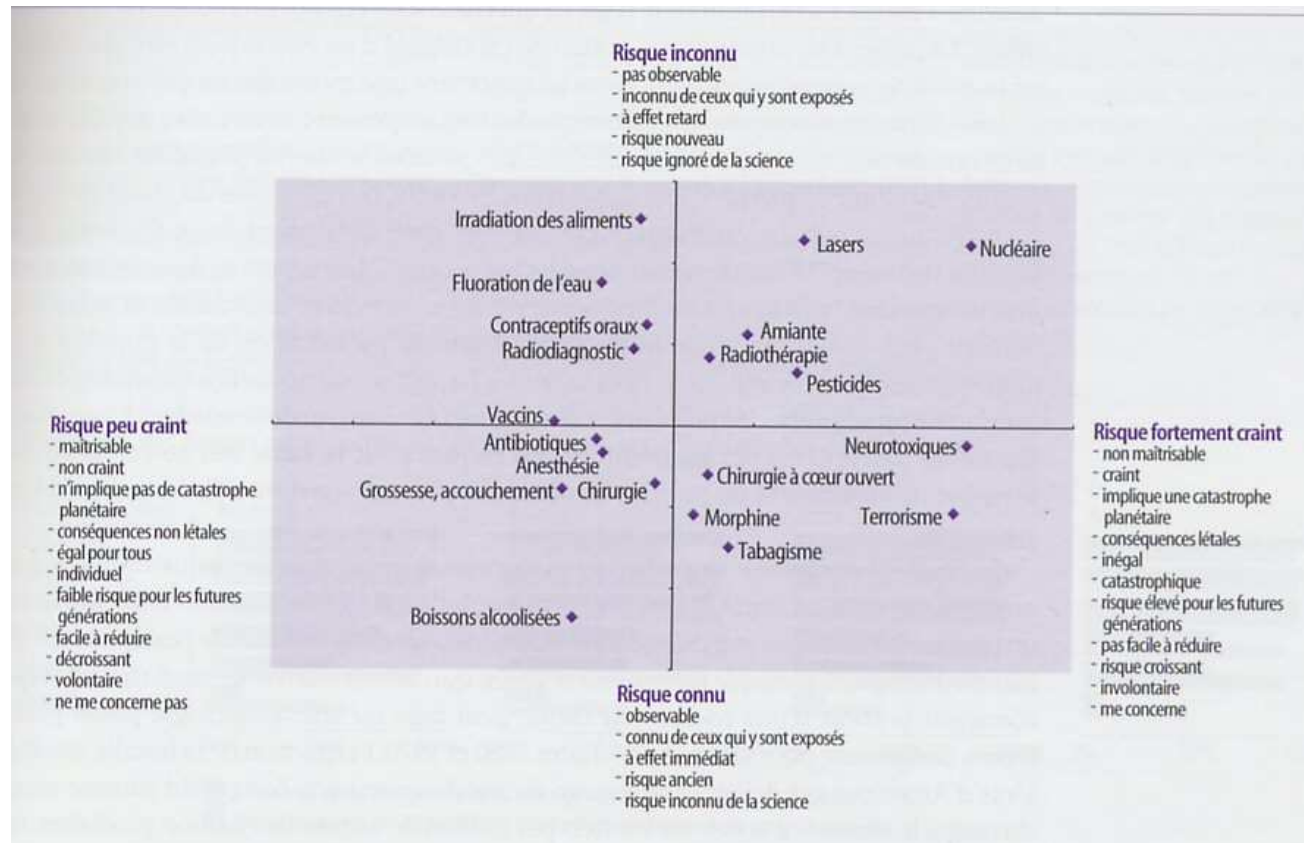 Risque inconnu
- pas observable
- inconnu de ceux qui y sont exposés
- à effet retard
- risque nouveau
- risque ignoré de la science
Irradiation des aliments
Lasers
Nucléaire
Fluoration de l'eau
Contraceptifs oraux
Amiante
Radiodiagnostic
Radiothérapie
Pesticides
Vaccins
Risque peu craint
- maîtrisable
- non craint
- n'implique pas de catastrophe
planétaire
- conséquences non létales
- égal pour tous
- individuel
- faible risque pour les futures
générations
- facile à réduire
- décroissant
- volontaire
- ne me concerne pas
Antibiotiques
Neurotoxiques
Anesthésie
Chirurgie à cœur ouvert
Grossesse, accouchement
Chirurgie
Morphine
Terrorisme
Tabagisme
Boissons alcoolisées
Risque fortement craint
- non maîtrisable
- craint
- implique une catastrophe
planétaire
- conséquences létales
- inégal
- catastrophique
- risque élevé pour les futures
générations
- pas facile à réduire
- risque croissant
- involontaire
- me concerne
Risque connu
- observable
- connu de ceux qui y sont exposés
- à effet immédiat
- risque ancien
- risque inconnu de la science